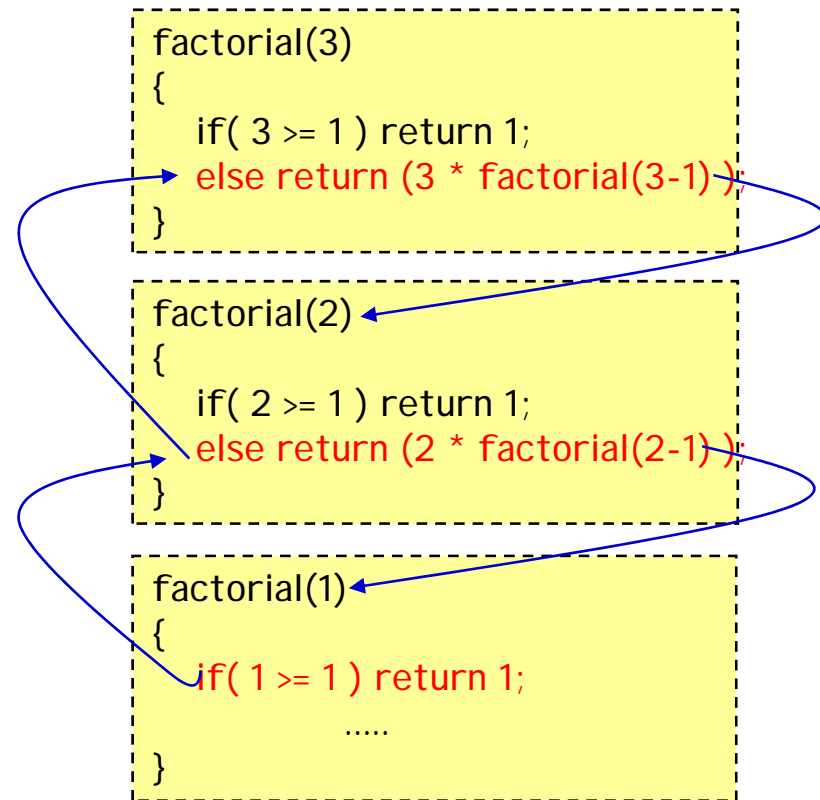 factorial(3)
{
if( 3 >= 1 ) return 1;
else return (3 * factorial(3-1) );
}
factorial(2)
{
if( 2 >= 1 ) return 1;
else return (2 * factorial(2-1) );
}
factorial(1)
{
if( 1 >= 1 ) return 1;
.....
}